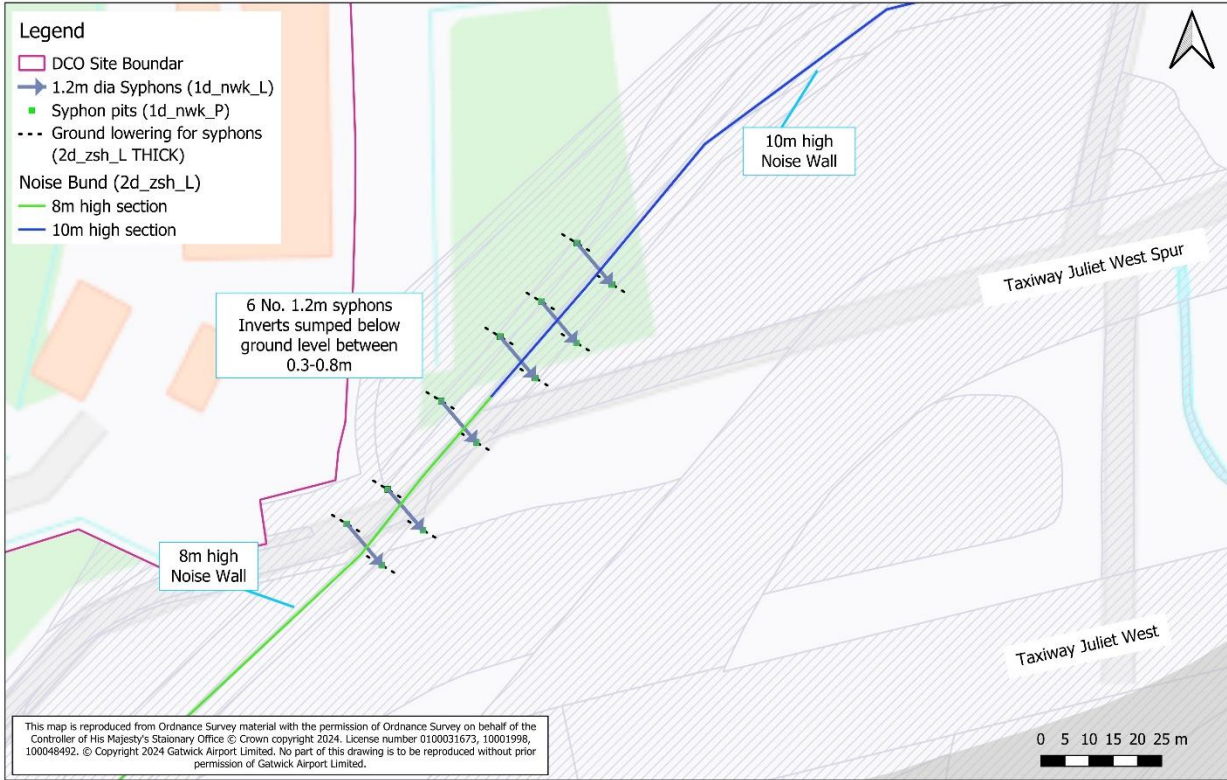 Legend
DCO Site Boundar
1.2m dia Syphons (1d_nwk_L)
Syphon pits (1d_nwk_P)
Ground lowering for syphons
(2d_zsh_L THICK)
Noise Bund (2d_zsh_L)
8m high section
10m high section
10m high
Noise Wall
Taxiway Juliet West Spur
6 No. 1.2m syphons
Inverts sumped below
ground level between
0.3-0.8m
8m high
Noise Wall
Taxiway Juliet West
This map is reproduced from Ordnance Survey material with the permission of Ordnance Survey on behalf of the
Controller of His Majesty's Staionary Office © Crown copyright 2024. License number 0100031673, 10001998,
100048492. © Copyright 2024 Gatwick Airport Limited. No part of this drawing is to be reproduced without prior
permission of Gatwick Airport Limited.
0 5 10 15 20 25 m